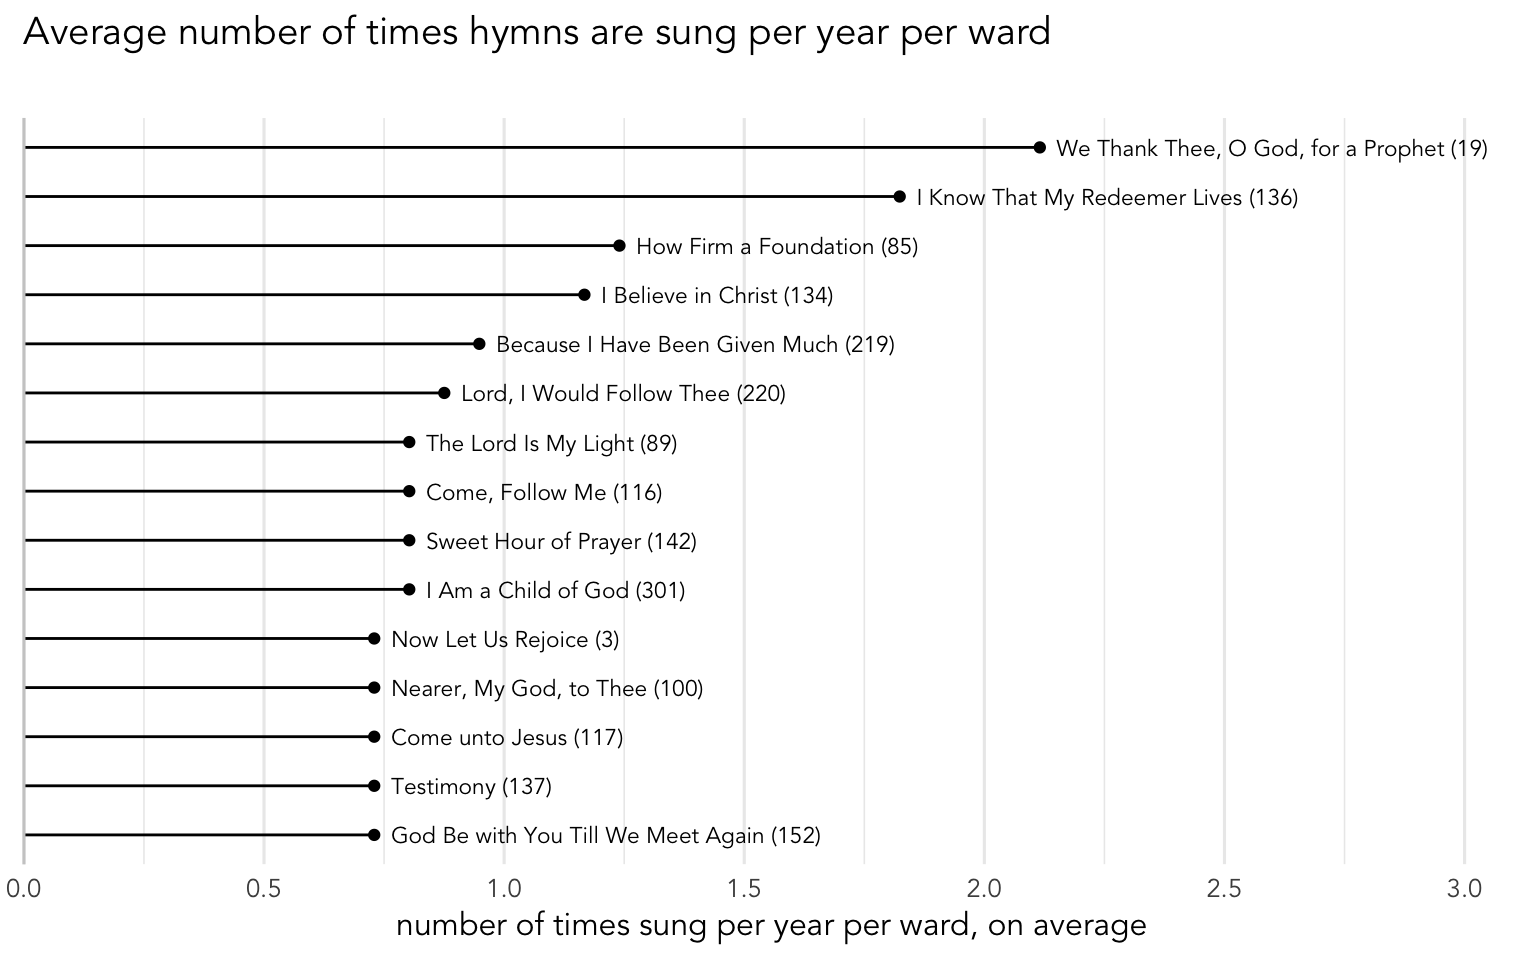 Average number of times hymns are sung per year per ward
We Thank Thee, O God, for a Prophet (19)
I Know That My Redeemer Lives (136)
How Firm a Foundation (85)
I Believe in Christ (134)
Because I Have Been Given Much (219)
Lord, I Would Follow Thee (220)
The Lord Is My Light (89)
Come, Follow Me (116)
Sweet Hour of Prayer (142)
I Am a Child of God (301)
Now Let Us Rejoice (3)
Nearer, My God, to Thee (100)
Come unto Jesus (117)
Testimony (137)
God Be with You Till We Meet Again (152)
0.0 0.5 1.0 1.5 2.0 2.5 3.0
number of times sung per year per ward, on average